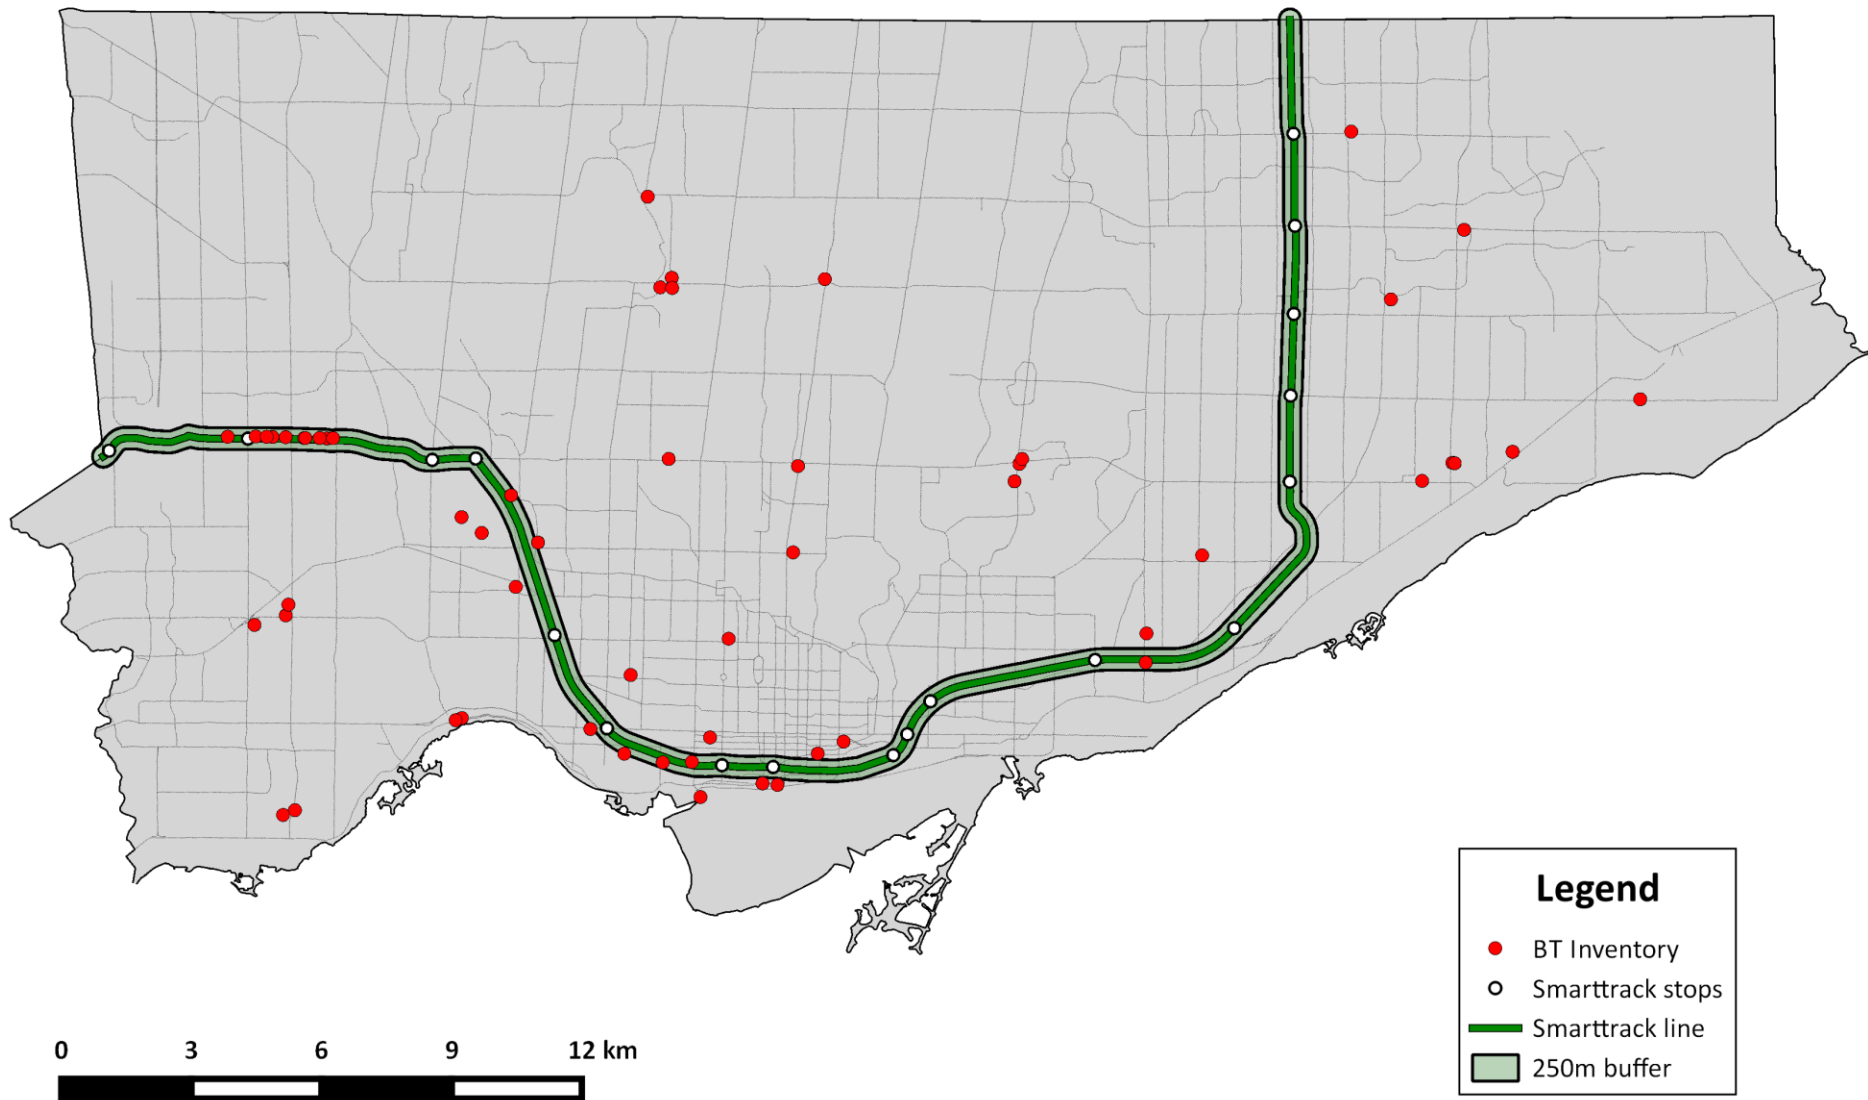 Legend
BT Inventory
Smarttrack stops
Smarttrack line
250m buffer
0 3 6 9 12 km